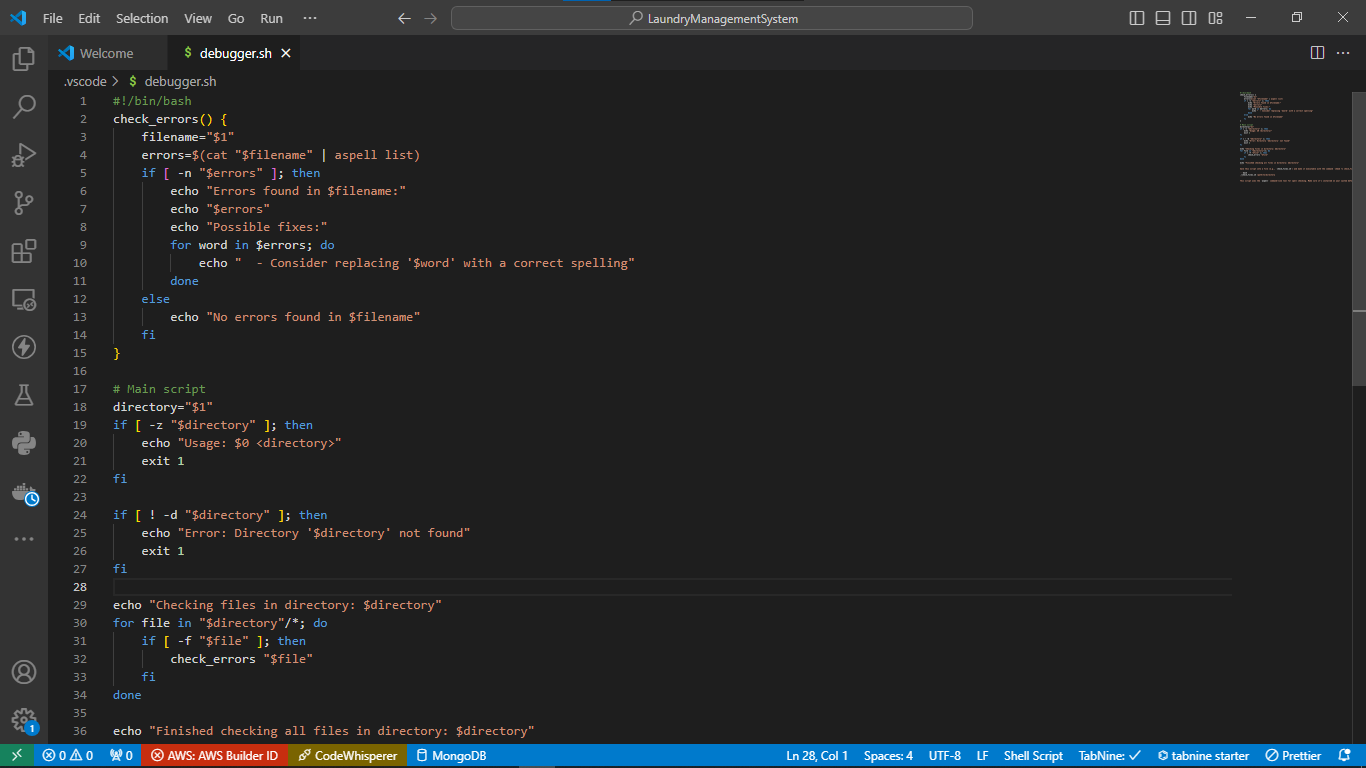 File Edit Selection View Go Run ··· LaundryManagementSystem
Welcome $ debugger.sh
.vscode > $ debugger.sh
1 #!/bin/bash
2 check_errors() {
3 filename="$1"
4 errors=$(cat "$filename" | aspell list)
5 if [ -n "$errors" ]; then
6 echo "Errors found in $filename:"
7 echo "$errors"
8 echo "Possible fixes:"
9 for word in $errors; do
10 echo "  - Consider replacing '$word' with a correct spelling"
11 done
12 else
13 echo "No errors found in $filename"
14 fi
15 }
16
17 # Main script
18 directory="$1"
19 if [ -z "$directory" ]; then
20 echo "Usage: $0 <directory>"
21 exit 1
22 fi
23
24 if [ ! -d "$directory" ]; then
25 echo "Error: Directory '$directory' not found"
26 exit 1
27 fi
28
29 echo "Checking files in directory: $directory"
30 for file in "$directory"/*; do
31 if [ -f "$file" ]; then
32 check_errors "$file"
33 fi
34 done
35
36 echo "Finished checking all files in directory: $directory"
1
0 0 0 AWS: AWS Builder ID CodeWhisperer MongoDB Ln 28, Col 1 Spaces: 4 UTF-8 LF Shell Script TabNine: tabnine starter Prettier